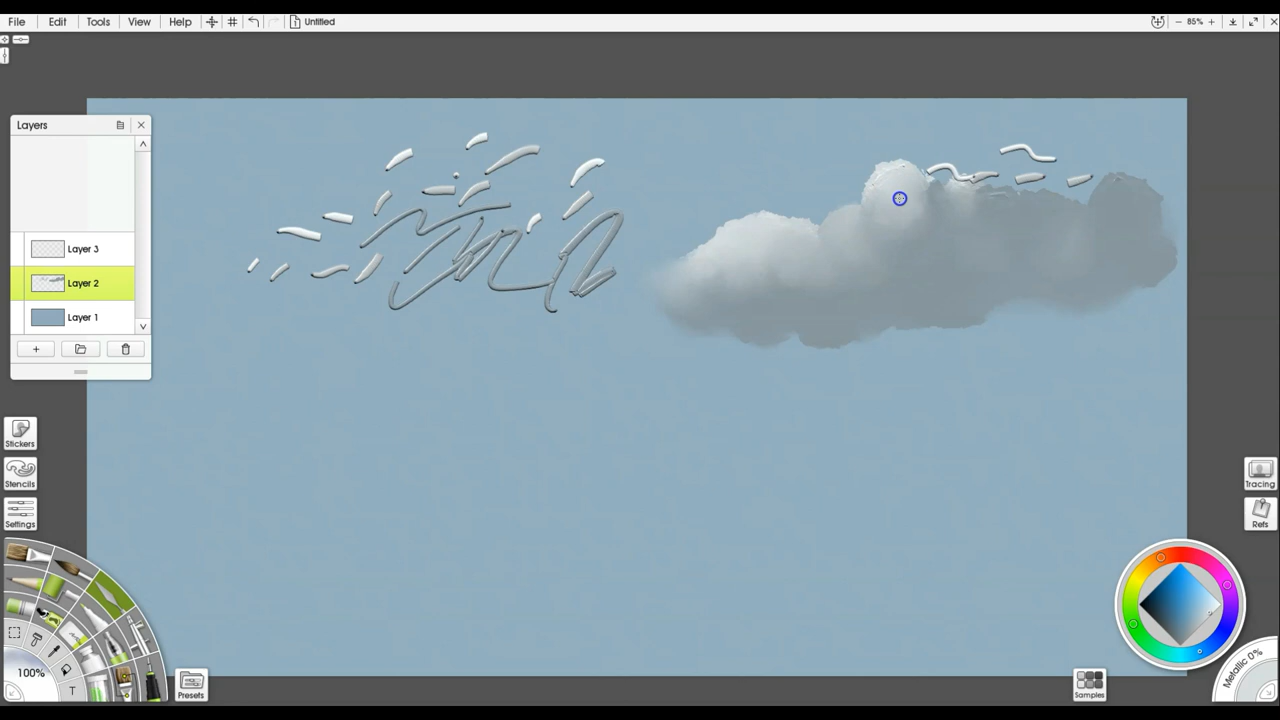 File Edit Tools View Help Untitled 85%
Layers
Layer 3
Layer 2
Layer 1
Stickers
Stencils
Settings
Tracing
Refs
100%
T
Presets
Samples
Metallic 0%